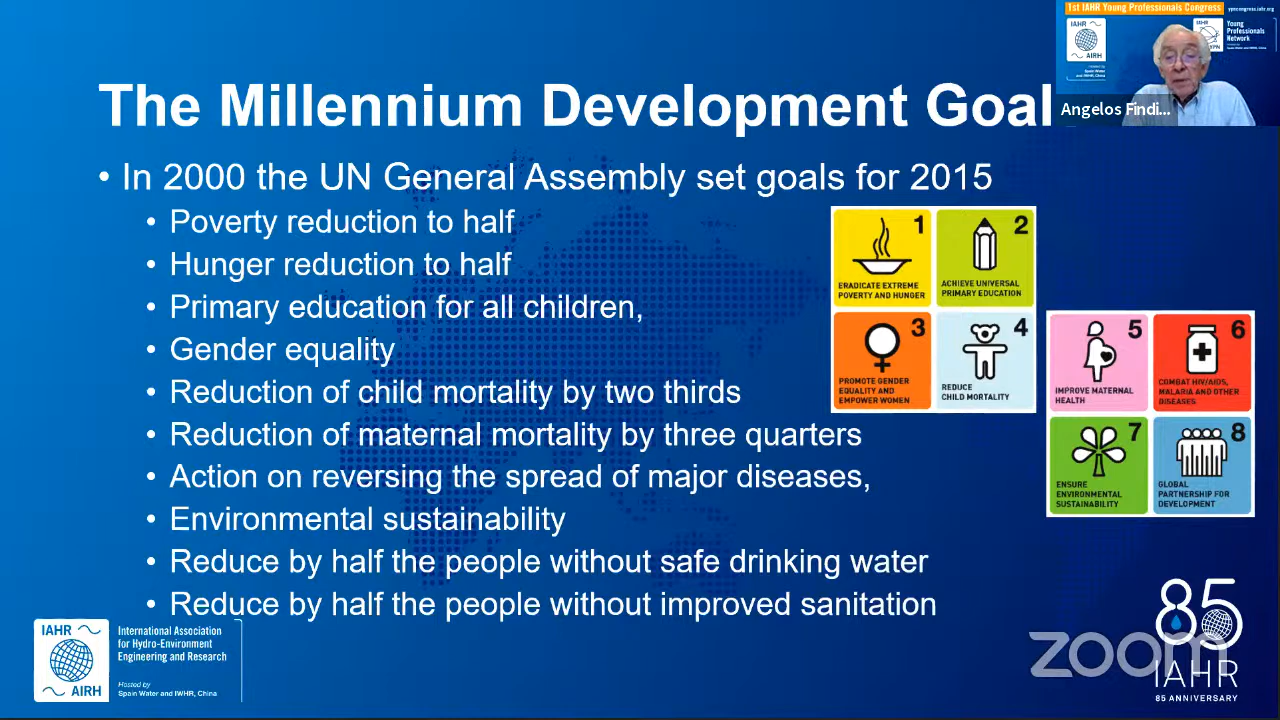 The Millennium Development Goal
• In 2000 the UN General Assembly set goals for 2015
• Poverty reduction to half
• Hunger reduction to half
• Primary education for all children,
• Gender equality
• Reduction of child mortality by two thirds
• Reduction of maternal mortality by three quarters
• Action on reversing the spread of major diseases,
• Environmental sustainability
• Reduce by half the people without safe drinking water
• Reduce by half the people without improved sanitation
1
ERADICATE EXTREME
POVERTY AND HUNGER
2
ACHIEVE UNIVERSAL
PRIMARY EDUCATION
3
PROMOTE GENDER
EQUALITY AND
EMPOWER WOMEN
4
REDUCE
CHILD MORTALITY
5
IMPROVE MATERNAL
HEALTH
6
COMBAT HIV/AIDS,
MALARIA AND OTHER
DISEASES
7
ENSURE
ENVIRONMENTAL
SUSTAINABILITY
8
GLOBAL
PARTNERSHIP FOR
DEVELOPMENT
1st IAHR Young Professionals Congress
ypncongress.iahr.org
IAHR
AIRH
Hosted by
Spain Water
and IWHR, China
IAHR
Young
Professionals
Network
Angelos Findi...
IAHR
AIRH
International Association
for Hydro-Environment
Engineering and Research
Hosted by
Spain Water and IWHR, China
zoom
85
IAHR
85 ANNIVERSARY